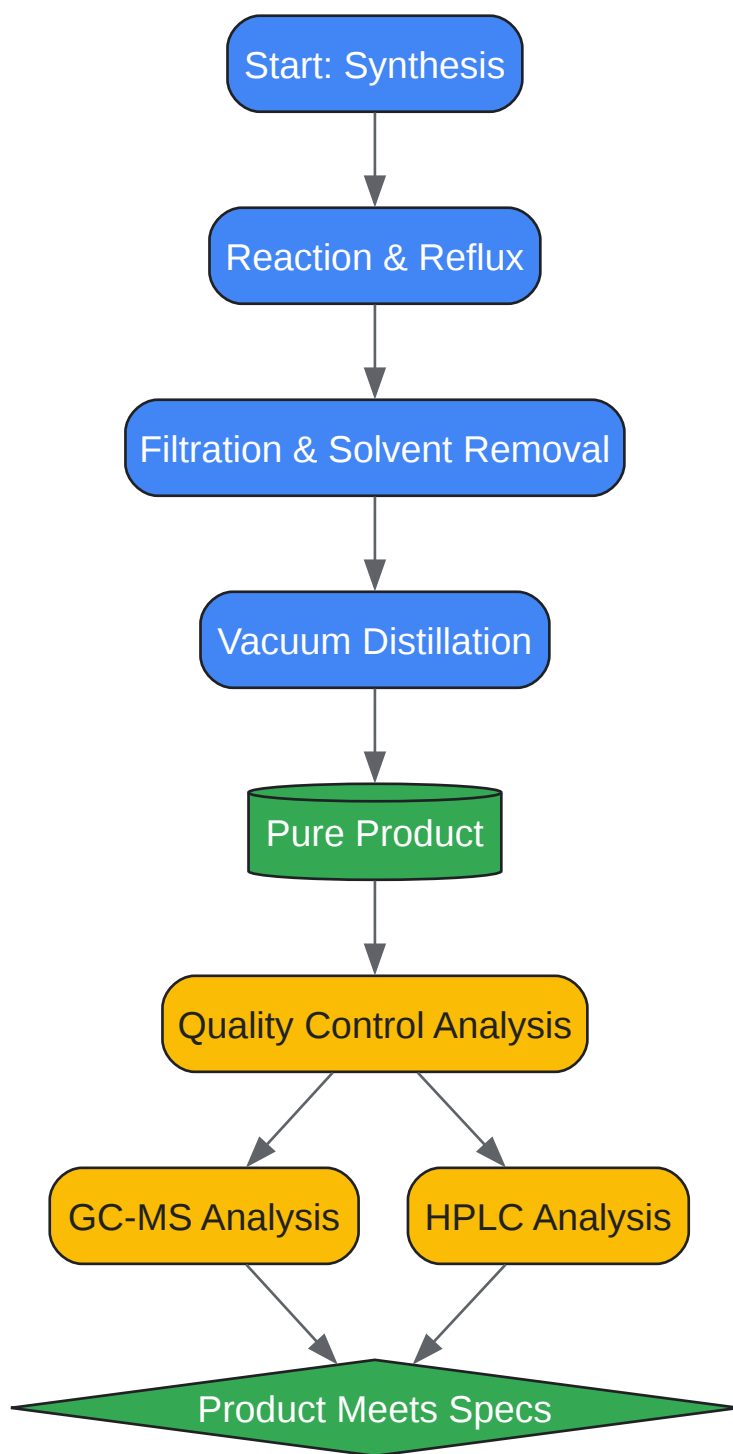 Start: Synthesis
Reaction & Reflux
Filtration & Solvent Removal
Vacuum Distillation
Pure Product
Quality Control Analysis
GC-MS Analysis
HPLC Analysis
Product Meets Specs